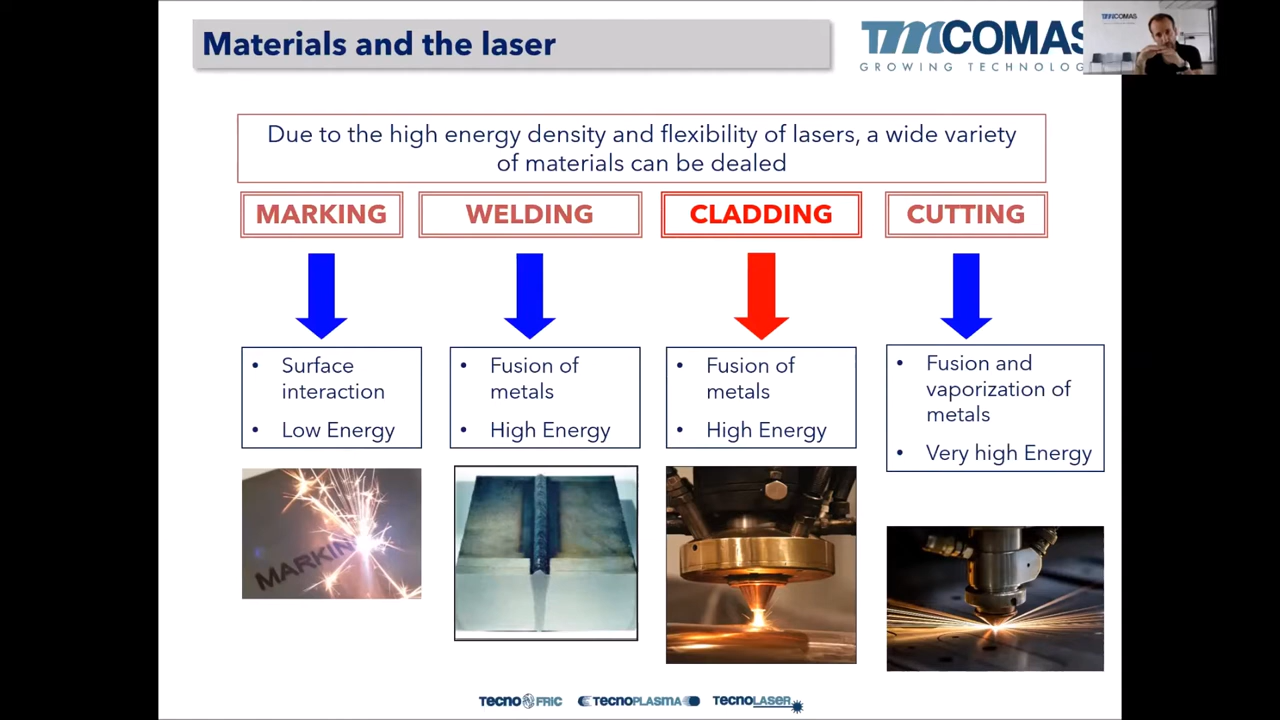 Materials and the laser
TMCOMAS
GROWING TECHNOLOG
TMCOMAS
Due to the high energy density and flexibility of lasers, a wide variety
of materials can be dealed
MARKING
WELDING
CLADDING
CUTTING
• Surface
interaction
• Low Energy
• Fusion of
metals
• High Energy
• Fusion of
metals
• High Energy
• Fusion and
vaporization of
metals
• Very high Energy
MARKIN
TECNOFRIC
TECNOPLASMA
TECNOLASER